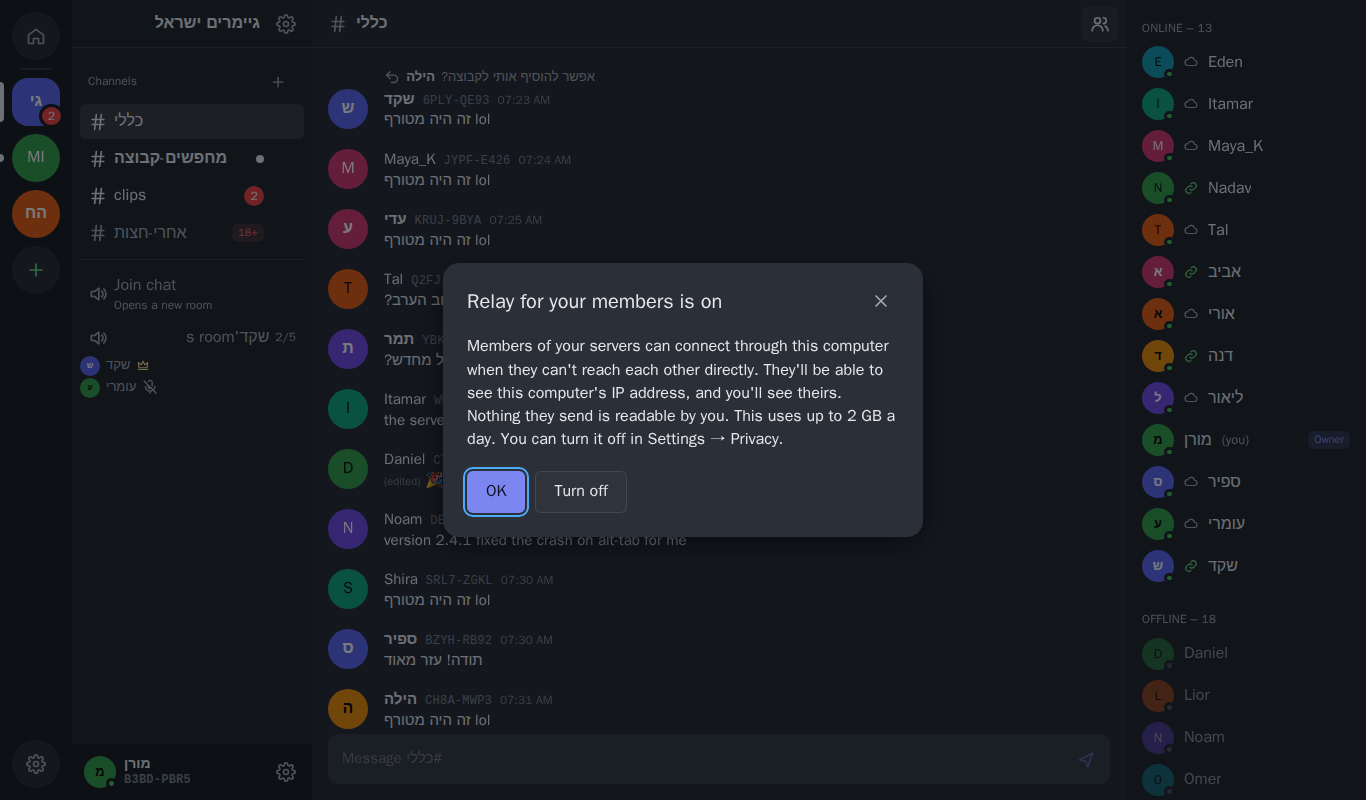 גי
2
MI
הח
גיימרים ישראל
Channels
# כללי
# מחפשים-קבוצה
# clips 2
# אחרי-חצות 18+
Join chat
Opens a new room
שקד's room 2/5
ש שקד
ע עומרי
מ מורן
B3BD-PBR5
# כללי
הילה אפשר להוסיף אותי לקבוצה?
ש שקד 6PLY-QE93 07:23 AM
זה היה מטורף lol
M Maya_K JYPF-E426 07:24 AM
זה היה מטורף lol
ע עדי KRUJ-9BYA 07:25 AM
זה היה מטורף lol
T Tal
הערב?
ת תמר
מחדש?
I Itamar
the serve
D Daniel
(edited) 🎉
N Noam
version 2.4.1 fixed the crash on alt-tab for me
S Shira SRL7-ZGKL 07:30 AM
זה היה מטורף lol
ס ספיר BZYH-RB92 07:30 AM
תודה! עזר מאוד
ה הילה CH8A-MWP3 07:31 AM
זה היה מטורף lol
Message #כללי
Relay for your members is on
Members of your servers can connect through this computer
when they can't reach each other directly. They'll be able to
see this computer's IP address, and you'll see theirs.
Nothing they send is readable by you. This uses up to 2 GB a
day. You can turn it off in Settings → Privacy.
OK
Turn off
ONLINE — 13
E Eden
I Itamar
M Maya_K
N Nadav
T Tal
א אביב
א אורי
ד דנה
ל ליאור
מ מורן (you) Owner
ס ספיר
ע עומרי
ש שקד
OFFLINE — 18
D Daniel
L Lior
N Noam
O Omer